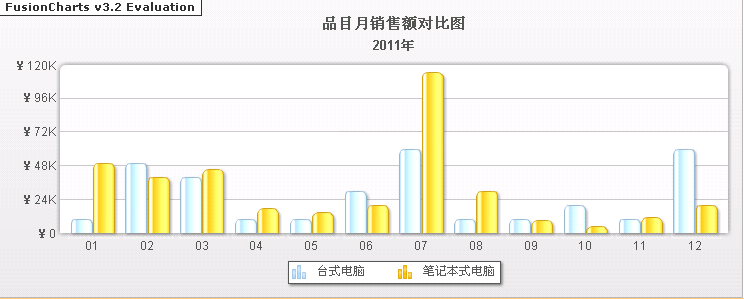 FusionCharts v3.2 Evaluation
品目月销售额对比图
2011年
¥ 120K
¥ 96K
¥ 72K
¥ 48K
¥ 24K
¥ 0
01 02 03 04 05 06 07 08 09 10 11 12
台式电脑 笔记本式电脑